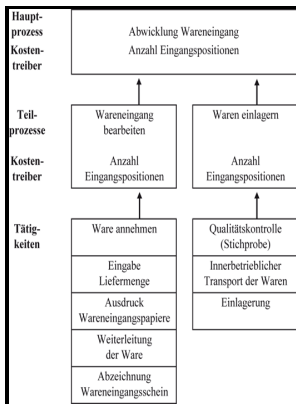 Haupt-
prozess
Abwicklung Wareneingang
Kosten-
treiber
Anzahl Eingangspositionen
Teil-
prozesse
Wareneingang
bearbeiten
Waren einlagern
Kosten-
treiber
Anzahl
Eingangspositionen
Anzahl
Eingangspositionen
Tätig-
keiten
Ware annehmen
Eingabe
Liefermenge
Ausdruck
Wareneingangspapiere
Weiterleitung
der Ware
Abzeichnung
Wareneingangsschein
Qualitätskontrolle
(Stichprobe)
Innerbetrieblicher
Transport der Waren
Einlagerung